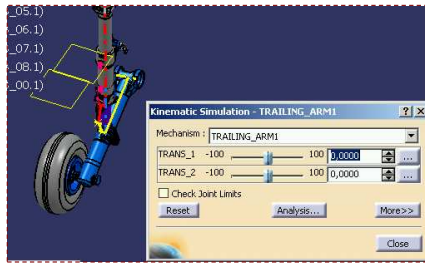 _05.1)
_06.1)
_07.1)
_08.1)
_00.1)
Kinematic Simulation - TRAILING_ARM1
Mechanism : TRAILING_ARM1
TRANS_1 -100 100 0,0000 ...
TRANS_2 -100 100 0,0000 ...
Check Joint Limits
Reset Analysis... More>>
Close